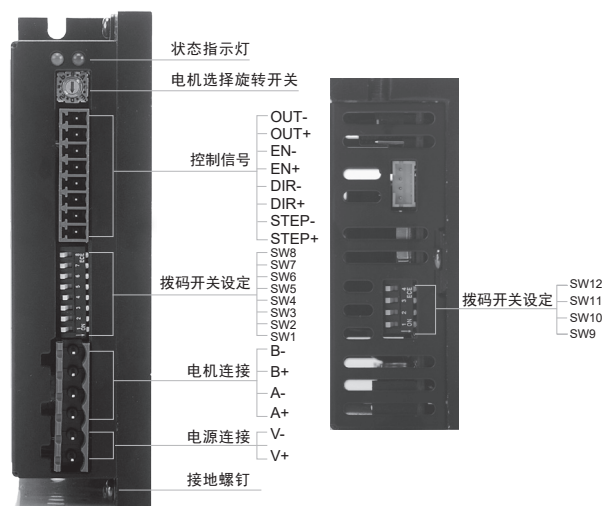 状态指示灯
电机选择旋转开关
控制信号
OUT-
OUT+
EN-
EN+
DIR-
DIR+
STEP-
STEP+
拨码开关设定
SW8
SW7
SW6
SW5
SW4
SW3
SW2
SW1
电机连接
B-
B+
A-
A+
电源连接
V-
V+
接地螺钉
拨码开关设定
SW12
SW11
SW10
SW9